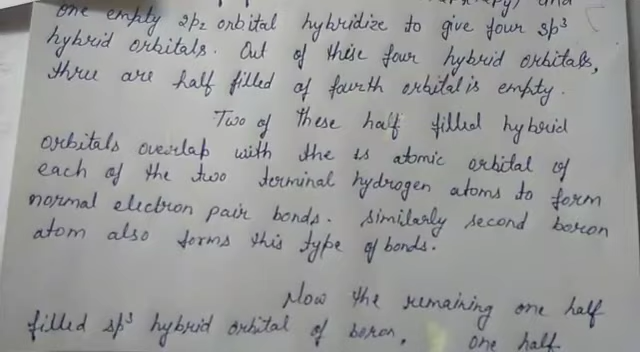 one empty 2pz orbital hybridize to give four sp³
hybrid orbitals. Out of these four hybrid orbitals,
three are half filled of fourth orbital is empty.
Two of these half filled hybrid
orbitals overlap with the 1s atomic orbital of
each of the two terminal hydrogen atoms to form
normal electron pair bonds. Similarly second boron
atom also forms this type of bonds.
Now the remaining one half
filled sp³ hybrid orbital of boron, one half